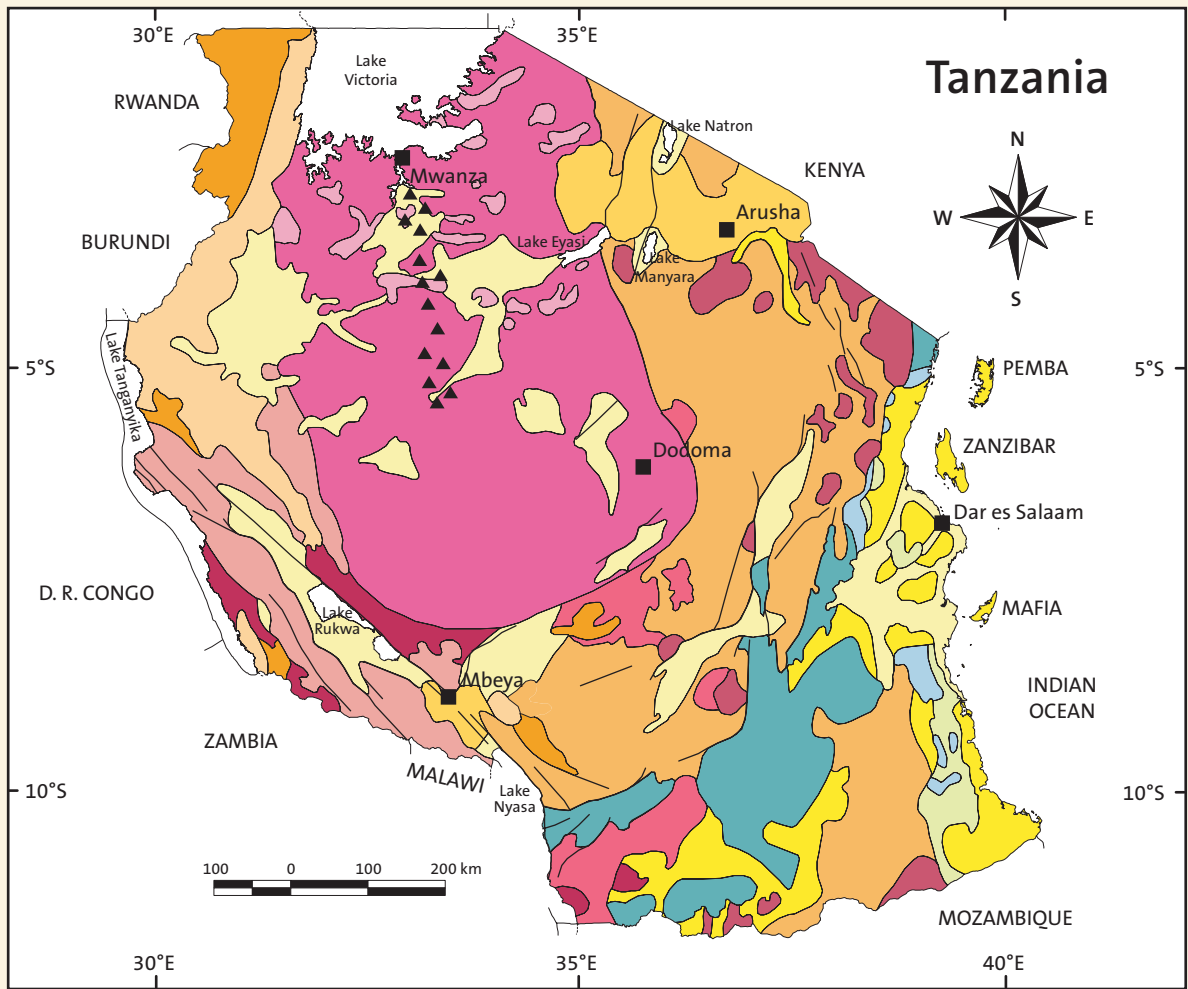 30°E
35°E
Tanzania
Lake
Victoria
RWANDA
Lake Natron
N
KENYA
Mwanza
Arusha
W
E
BURUNDI
Lake Eyasi
Lake
Manyara
S
Lake Tanganyika
5°S
5°S
PEMBA
ZANZIBAR
Dodoma
Dar es Salaam
D. R. CONGO
MAFIA
Lake
Rukwa
Mbeya
INDIAN
OCEAN
ZAMBIA
MALAWI
10°S
Lake
Nyasa
10°S
100
0
100
200 km
MOZAMBIQUE
30°E
35°E
40°E